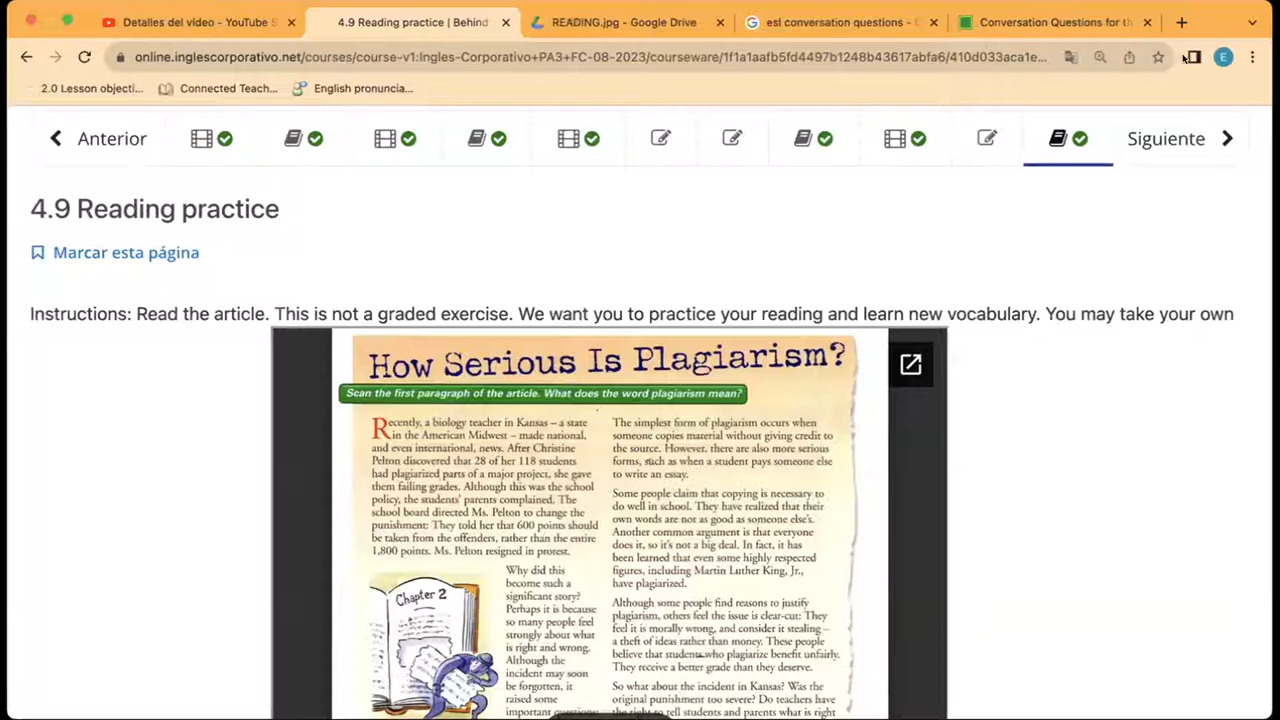 Detalles del vídeo - YouTube S
4.9 Reading practice | Behind
READING.jpg - Google Drive
esl conversation questions -
Conversation Questions for th
online.inglescorporativo.net/courses/course-v1:Ingles-Corporativo+PA3+FC-08-2023/courseware/1f1a1aafb5fd4497b1248b43617abfa6/410d033aca1e...
E
2.0 Lesson objecti...
Connected Teach...
English pronuncia...
Anterior
Siguiente
4.9 Reading practice
Marcar esta página
Instructions: Read the article. This is not a graded exercise. We want you to practice your reading and learn new vocabulary. You may take your own
How Serious Is Plagiarism?
Scan the first paragraph of the article. What does the word plagiarism mean?
Recently, a biology teacher in Kansas – a state
in the American Midwest – made national,
and even international, news. After Christine
Pelton discovered that 28 of her 118 students
had plagiarized parts of a major project, she gave
them failing grades. Although this was the school
policy, the students' parents complained. The
school board directed Ms. Pelton to change the
punishment: They told her that 600 points should
be taken from the offenders, rather than the entire
1,800 points. Ms. Pelton resigned in protest.
Why did this
become such a
significant story?
Perhaps it is because
so many people feel
strongly about what
is right and wrong.
Although the
incident may soon
be forgotten, it
raised some
important questions:
Chapter 2
The simplest form of plagiarism occurs when
someone copies material without giving credit to
the source. However, there are also more serious
forms, such as when a student pays someone else
to write an essay.
Some people claim that copying is necessary to
do well in school. They have realized that their
own words are not as good as someone else's.
Another common argument is that everyone
does it, so it's not a big deal. In fact, it has
been learned that even some highly respected
figures, including Martin Luther King, Jr.,
have plagiarized.
Although some people find reasons to justify
plagiarism, others feel the issue is clear-cut: They
feel it is morally wrong, and consider it stealing –
a theft of ideas rather than money. These people
believe that students who plagiarize benefit unfairly.
They receive a better grade than they deserve.
So what about the incident in Kansas? Was the
original punishment too severe? Do teachers have
the right to tell students and parents what is right